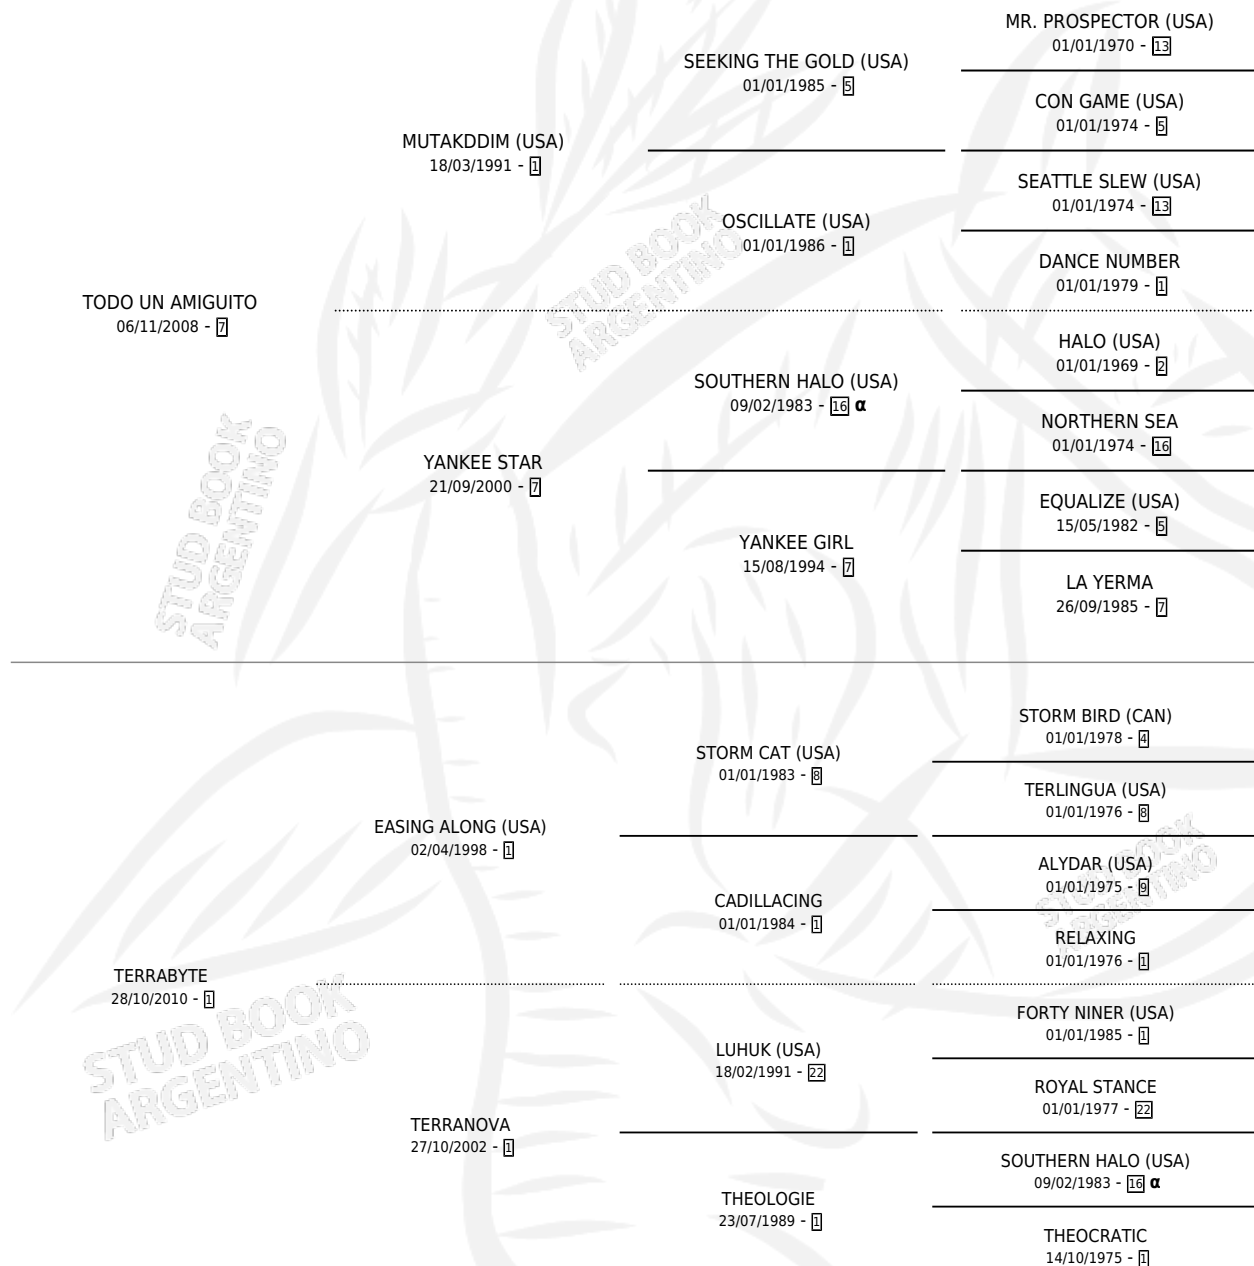 MR. PROSPECTOR (USA)
01/01/1970 - 13
SEEKING THE GOLD (USA)
01/01/1985 - 5
CON GAME (USA)
01/01/1974 - 5
MUTAKDDIM (USA)
18/03/1991 - 1
SEATTLE SLEW (USA)
01/01/1974 - 13
OSCILLATE (USA)
01/01/1986 - 1
DANCE NUMBER
01/01/1979 - 1
TODO UN AMIGUITO
06/11/2008 - 7
HALO (USA)
01/01/1969 - 2
SOUTHERN HALO (USA)
09/02/1983 - 16 α
NORTHERN SEA
01/01/1974 - 16
YANKEE STAR
21/09/2000 - 7
EQUALIZE (USA)
15/05/1982 - 5
YANKEE GIRL
15/08/1994 - 7
LA YERMA
26/09/1985 - 7
STORM BIRD (CAN)
01/01/1978 - 4
STORM CAT (USA)
01/01/1983 - 8
TERLINGUA (USA)
01/01/1976 - 8
EASING ALONG (USA)
02/04/1998 - 1
ALYDAR (USA)
01/01/1975 - 9
CADILLACING
01/01/1984 - 1
RELAXING
01/01/1976 - 1
TERRABYTE
28/10/2010 - 1
FORTY NINER (USA)
01/01/1985 - 1
LUHUK (USA)
18/02/1991 - 22
ROYAL STANCE
01/01/1977 - 22
TERRANOVA
27/10/2002 - 1
SOUTHERN HALO (USA)
09/02/1983 - 16 α
THEOLOGIE
23/07/1989 - 1
THEOCRATIC
14/10/1975 - 1
STUD BOOK
ARGENTINO
STUD BOOK
ARGENTINO
STUD BOOK
ARGENTINO
STUD BOOK
ARGENTINO